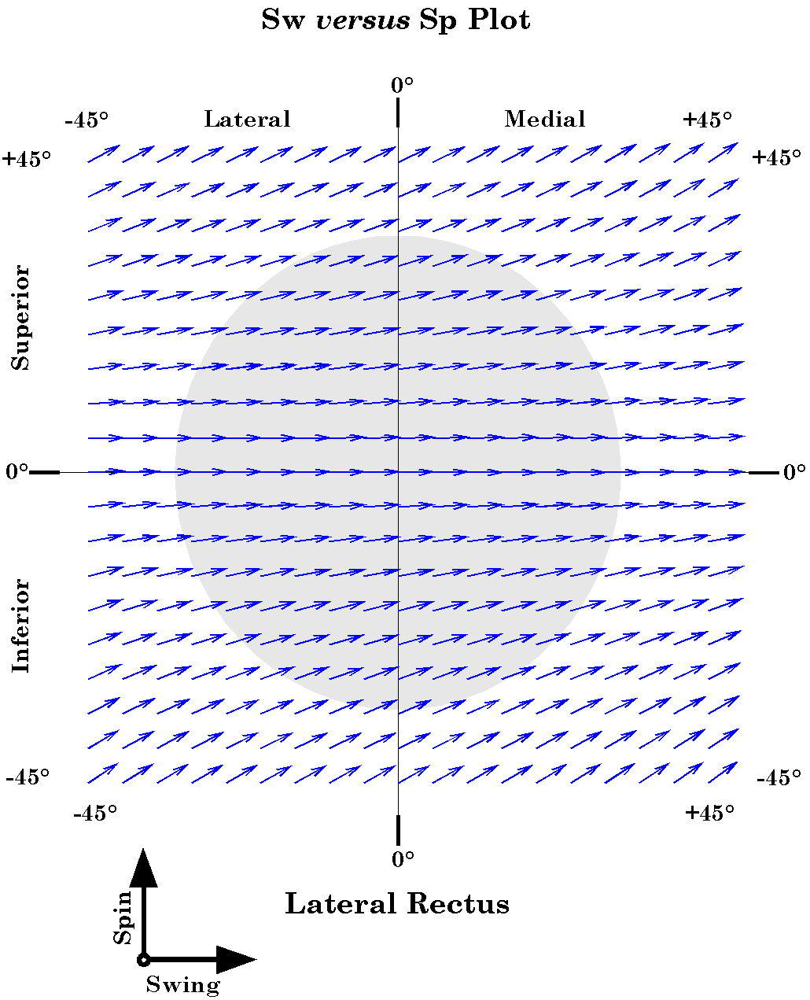 Sw versus Sp Plot
0°
-45° Lateral Medial +45°
+45° +45°
Superior
0° 0°
Inferior
-45° -45°
-45° +45°
0°
Lateral Rectus
Spin
Swing